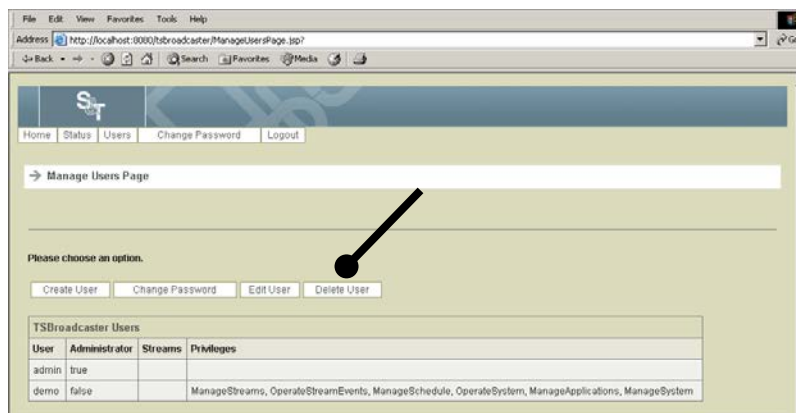 File Edit View Favorites Tools Help
Address http://localhost:8080/tsbroadcaster/ManageUsersPage.jsp?
Back Search Favorites Media
ST
Home Status Users Change Password Logout
Manage Users Page
Please choose an option.
Create User Change Password Edit User Delete User
TSBroadcaster Users
User Administrator Streams Privileges
admin true
demo false ManageStreams, OperateStreamEvents, ManageSchedule, OperateSystem, ManageApplications, ManageSystem